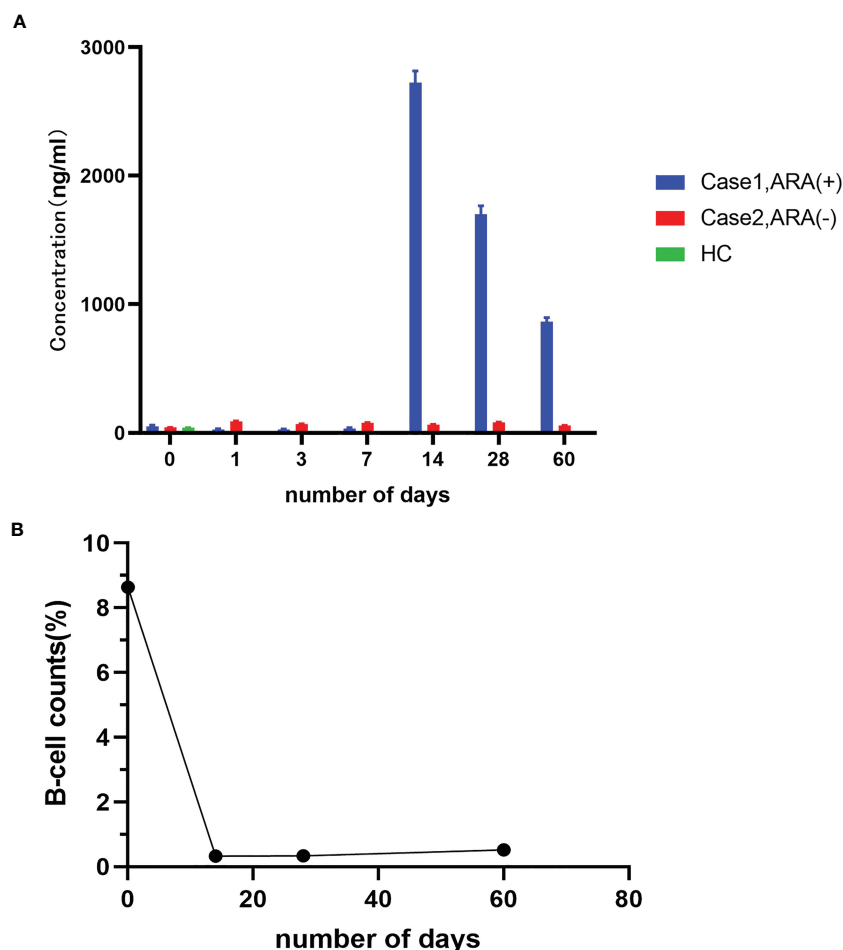 A
3000
2000
1000
0
Concentration(ng/ml)
0 1 3 7 14 28 60
number of days
Case1,ARA(+)
Case2,ARA(-)
HC
B
10
8
6
4
2
0
B-cell counts(%)
0 20 40 60 80
number of days